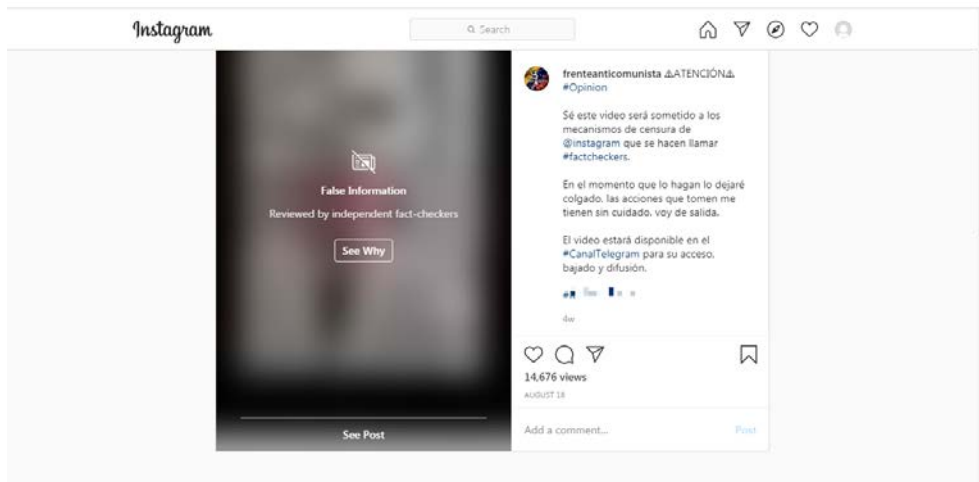 Instagram
Search
False Information
Reviewed by independent fact-checkers
See Why
See Post
frenteanticomunista ⚠ATENCIÓN⚠
#Opinion
Sé este video será sometido a los
mecanismos de censura de
@instagram que se hacen llamar
#factcheckers.
En el momento que lo hagan lo dejaré
colgado, las acciones que tomen me
tienen sin cuidado, voy de salida.
El video estará disponible en el
#CanalTelegram para su acceso,
bajado y difusión.
4w
14,676 views
AUGUST 18
Add a comment...
Post